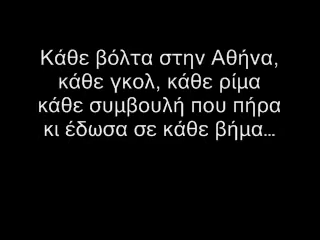 Κάθε βόλτα στην Αθήνα,
κάθε γκολ, κάθε ρίμα
κάθε συμβουλή που πήρα
κι έδωσα σε κάθε βήμα…